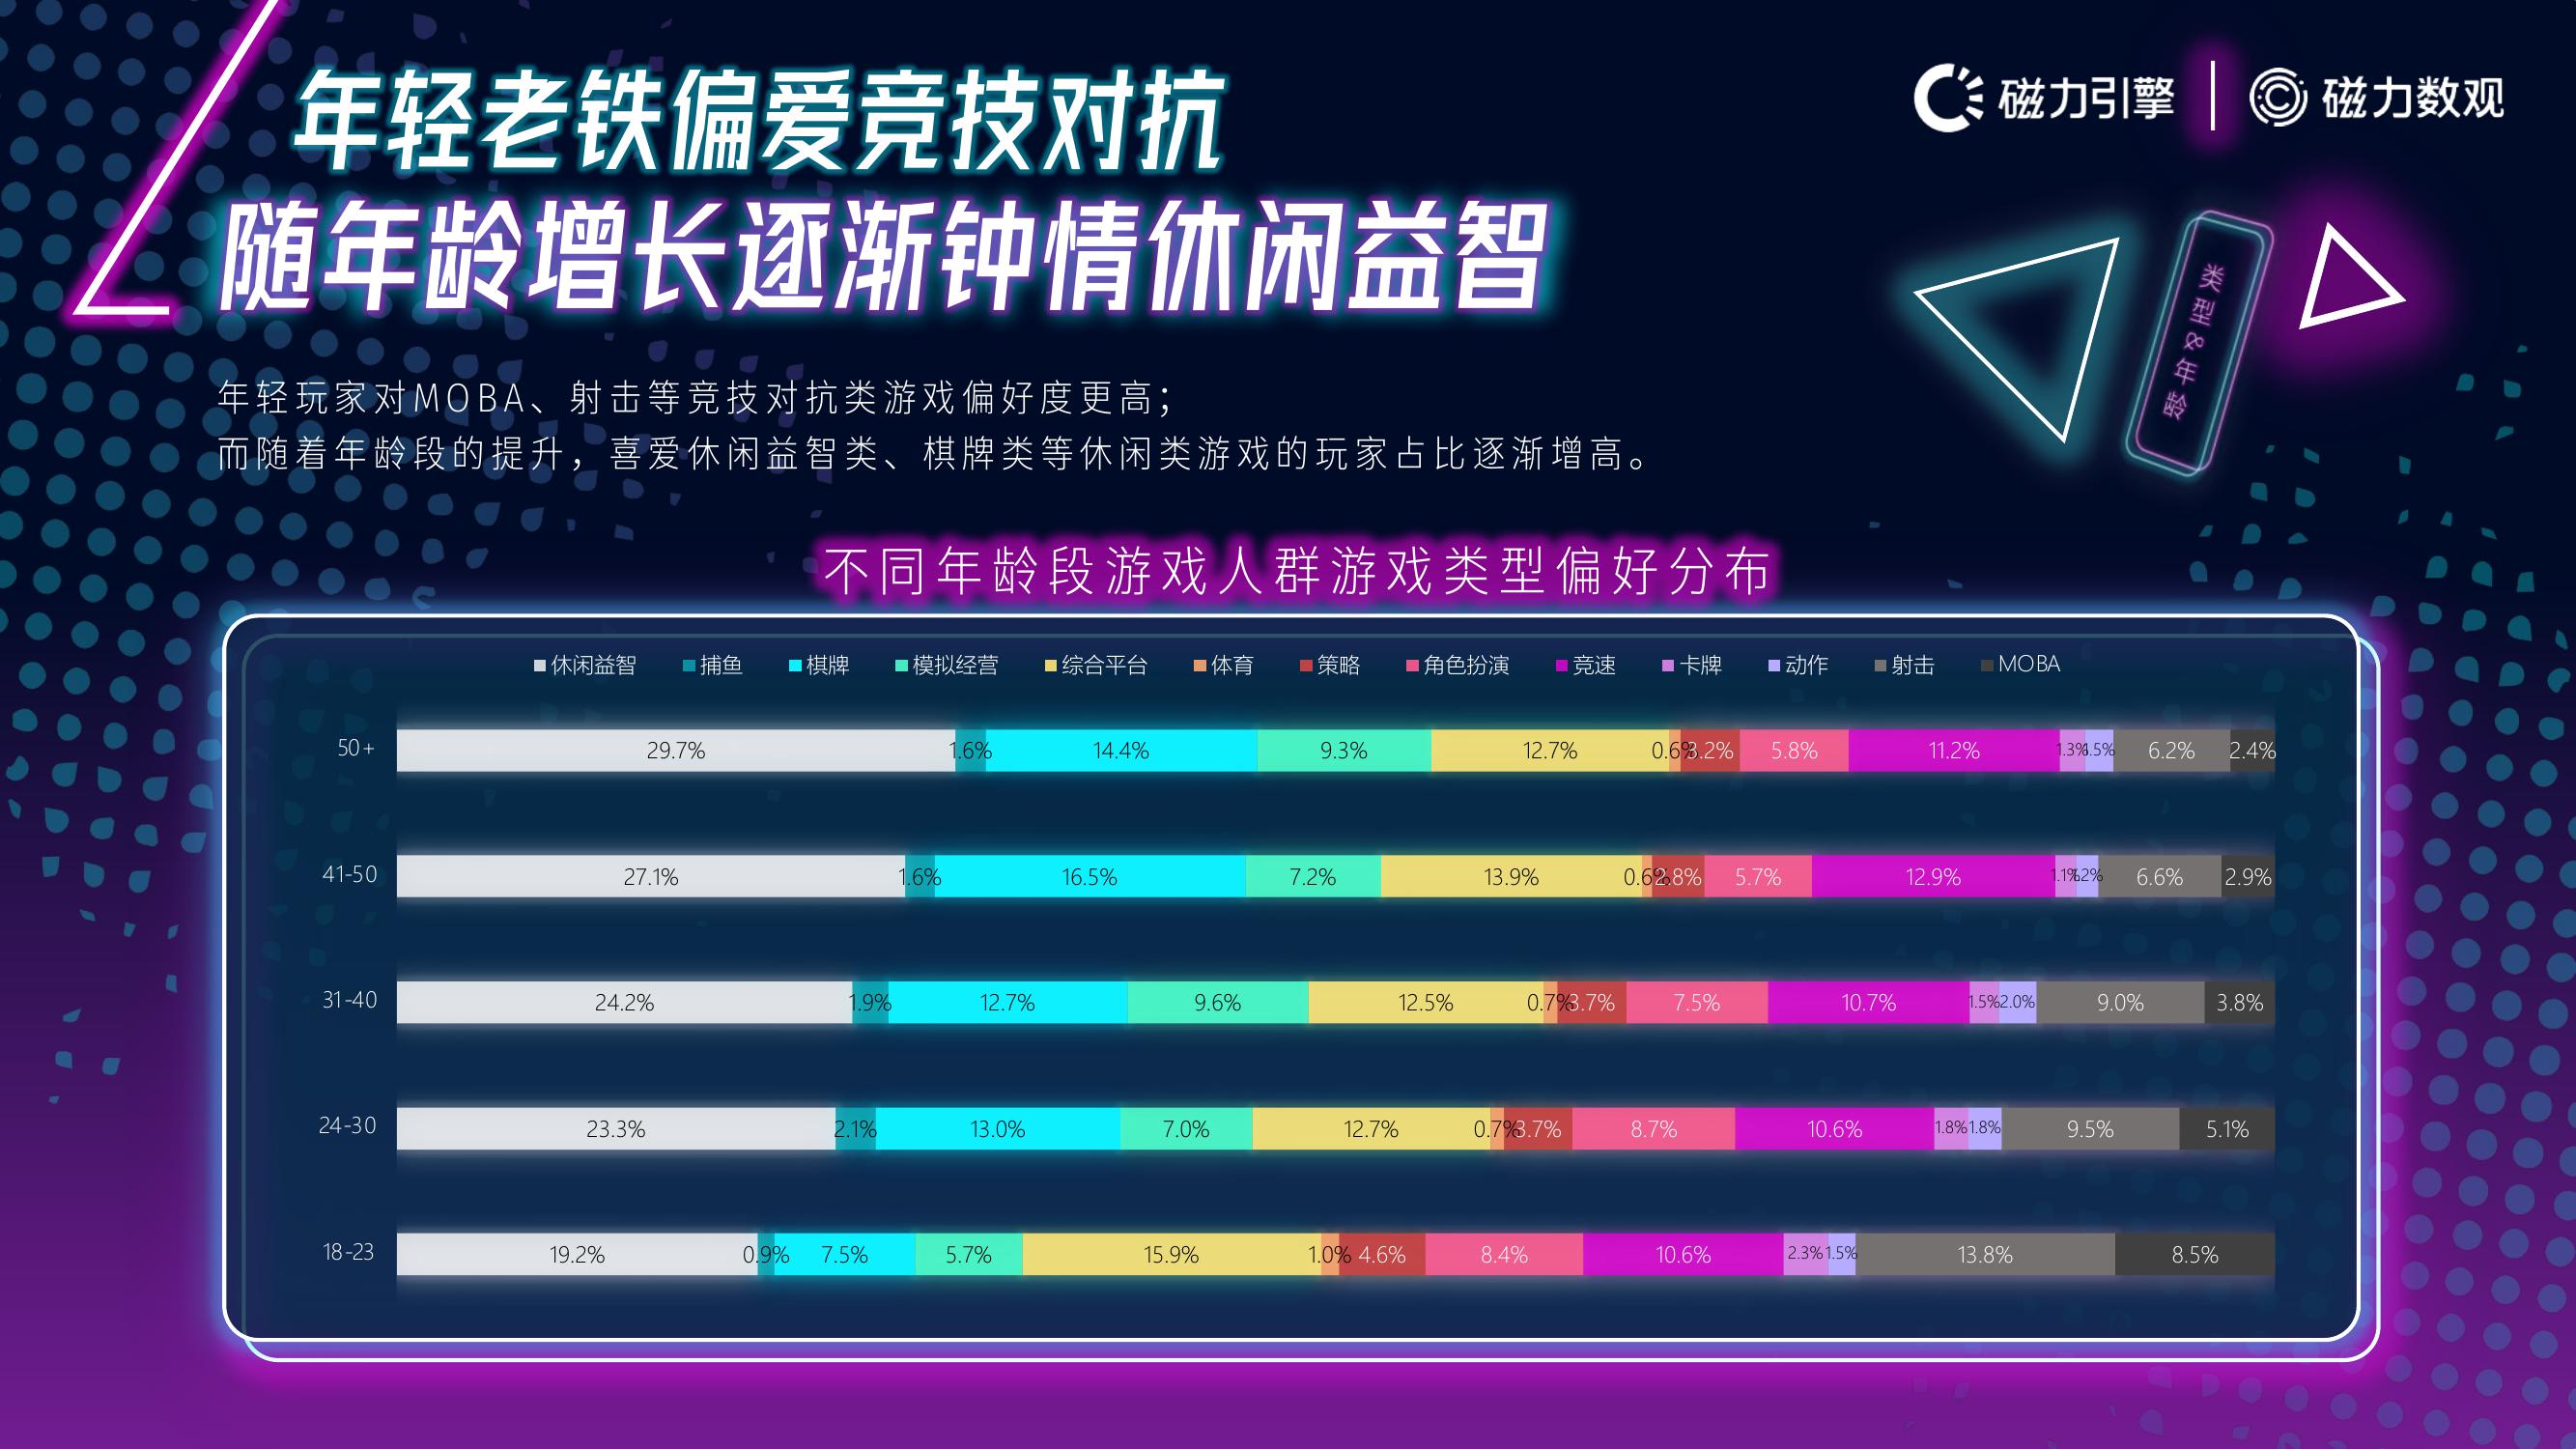 年轻老铁偏爱竞技对抗
随年龄增长逐渐钟情休闲益智
磁力引擎 磁力数观
类型&年龄
年轻玩家对MOBA、射击等竞技对抗类游戏偏好度更高；
而随着年龄段的提升，喜爱休闲益智类、棋牌类等休闲类游戏的玩家占比逐渐增高。
不同年龄段游戏人群游戏类型偏好分布
休闲益智 捕鱼 棋牌 模拟经营 综合平台 体育 策略 角色扮演 竞速 卡牌 动作 射击 MOBA
50+ 29.7% 1.6% 14.4% 9.3% 12.7% 0.6% 3.2% 5.8% 11.2% 1.3% 1.5% 6.2% 2.4%
41-50 27.1% 1.6% 16.5% 7.2% 13.9% 0.6% 2.8% 5.7% 12.9% 1.1% 1.2% 6.6% 2.9%
31-40 24.2% 1.9% 12.7% 9.6% 12.5% 0.7% 3.7% 7.5% 10.7% 1.5% 2.0% 9.0% 3.8%
24-30 23.3% 2.1% 13.0% 7.0% 12.7% 0.7% 3.7% 8.7% 10.6% 1.8% 1.8% 9.5% 5.1%
18-23 19.2% 0.9% 7.5% 5.7% 15.9% 1.0% 4.6% 8.4% 10.6% 2.3% 1.5% 13.8% 8.5%